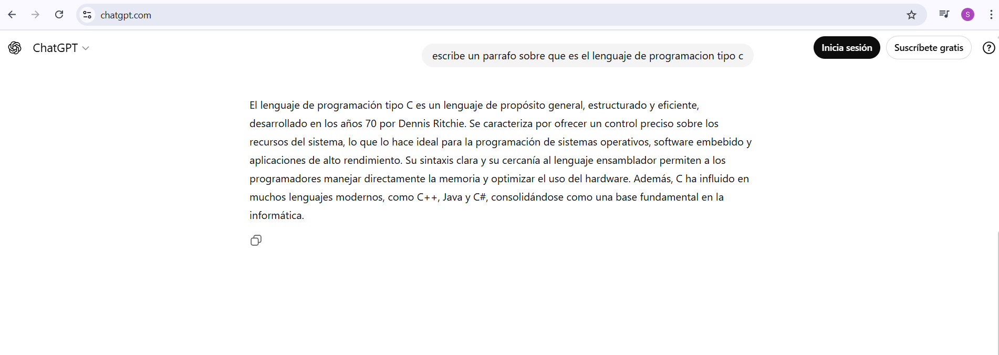 chatgpt.com
S
ChatGPT
escribe un parrafo sobre que es el lenguaje de programacion tipo c
Inicia sesión
Suscríbete gratis
?
El lenguaje de programación tipo C es un lenguaje de propósito general, estructurado y eficiente,
desarrollado en los años 70 por Dennis Ritchie. Se caracteriza por ofrecer un control preciso sobre los
recursos del sistema, lo que lo hace ideal para la programación de sistemas operativos, software embebido y
aplicaciones de alto rendimiento. Su sintaxis clara y su cercanía al lenguaje ensamblador permiten a los
programadores manejar directamente la memoria y optimizar el uso del hardware. Además, C ha influido en
muchos lenguajes modernos, como C++, Java y C#, consolidándose como una base fundamental en la
informática.